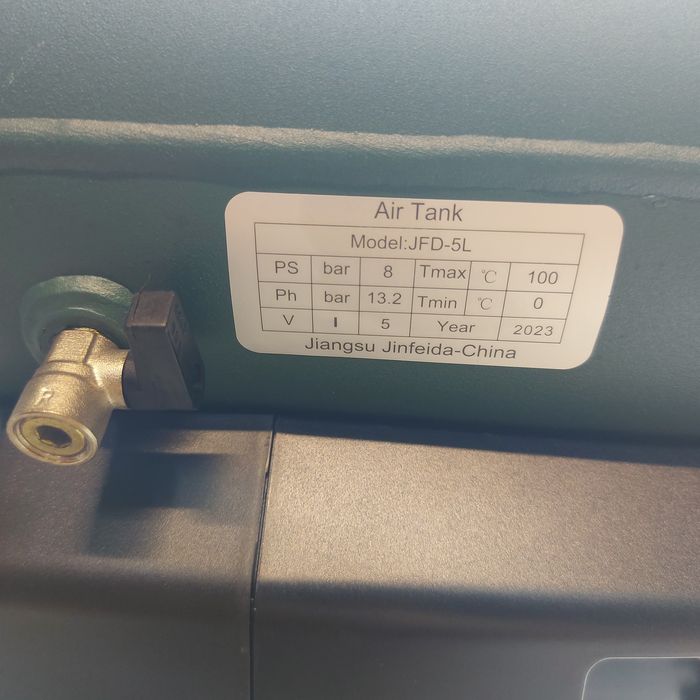 Air Tank
Model:JFD-5L
PS bar 8 Tmax ℃ 100
Ph bar 13.2 Tmin ℃ 0
V l 5 Year 2023
Jiangsu Jinfeida-China